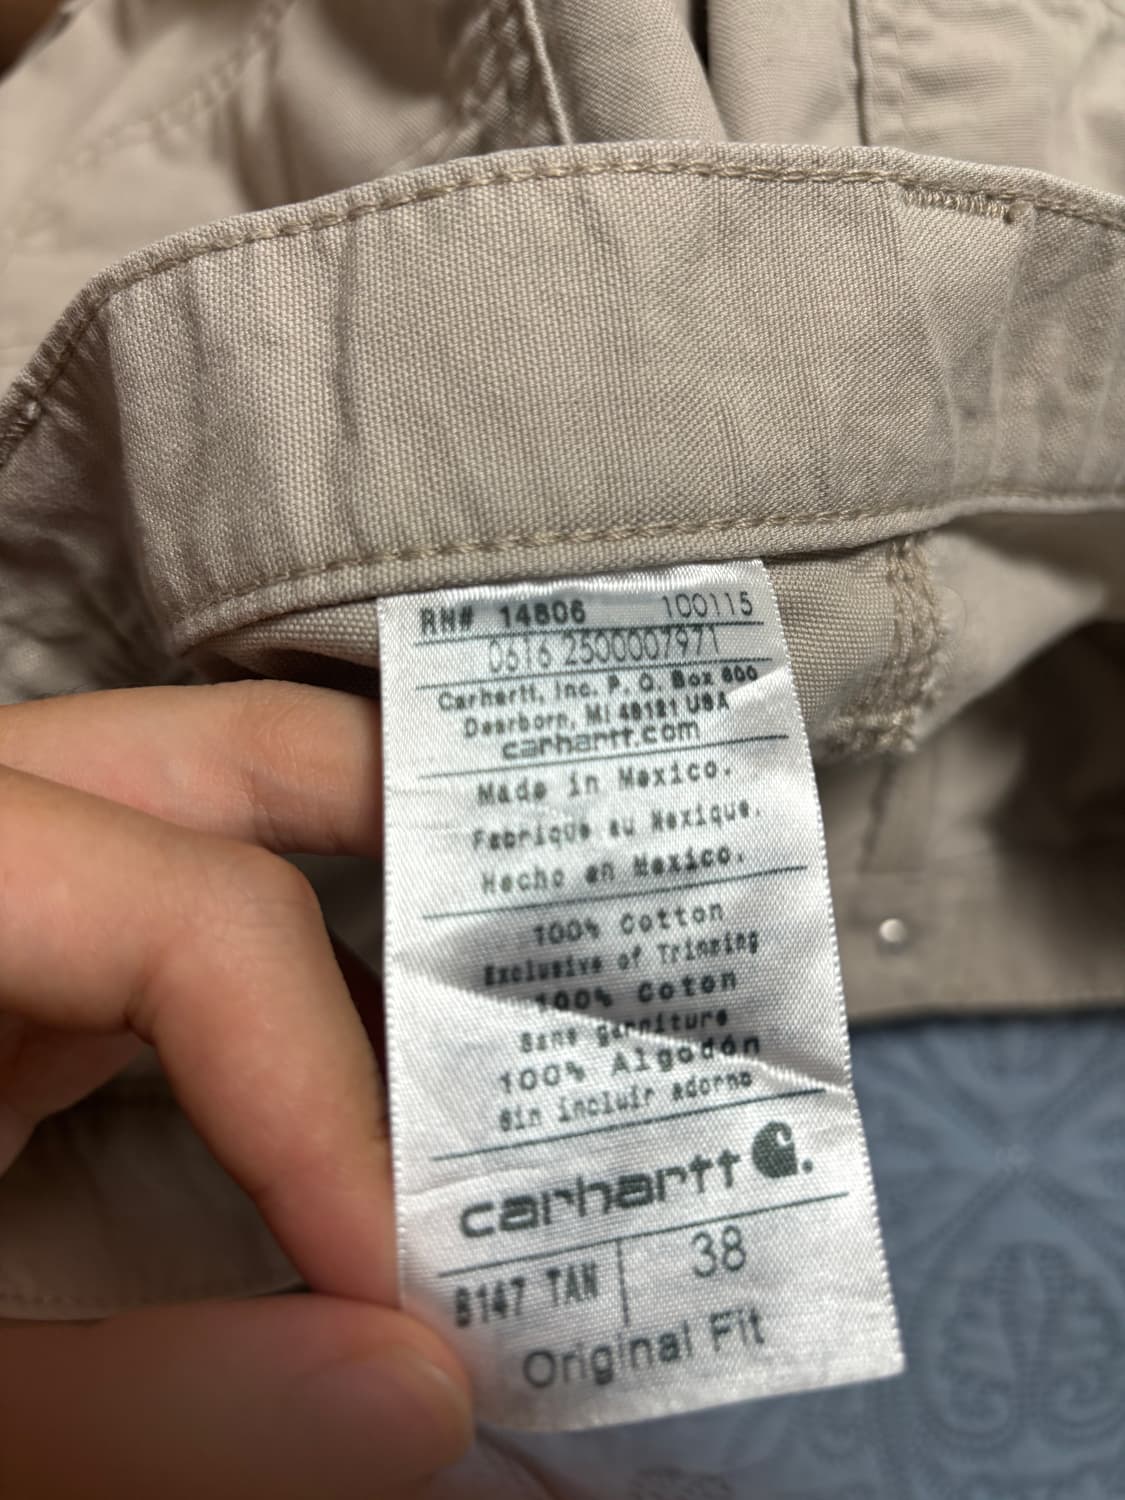 RN# 14806 100115
0616 2500007971
Carhartt, Inc. P. O. Box 600
Dearborn, MI 48121 USA
carhartt.com
Made in Mexico.
Fabriqué au Mexique.
Hecho en Mexico.
100% Cotton
Exclusive of Trimming
100% Coton
Sans garniture
100% Algodón
Sin incluir adorno
carhartt
B147 TAN 38
Original Fit